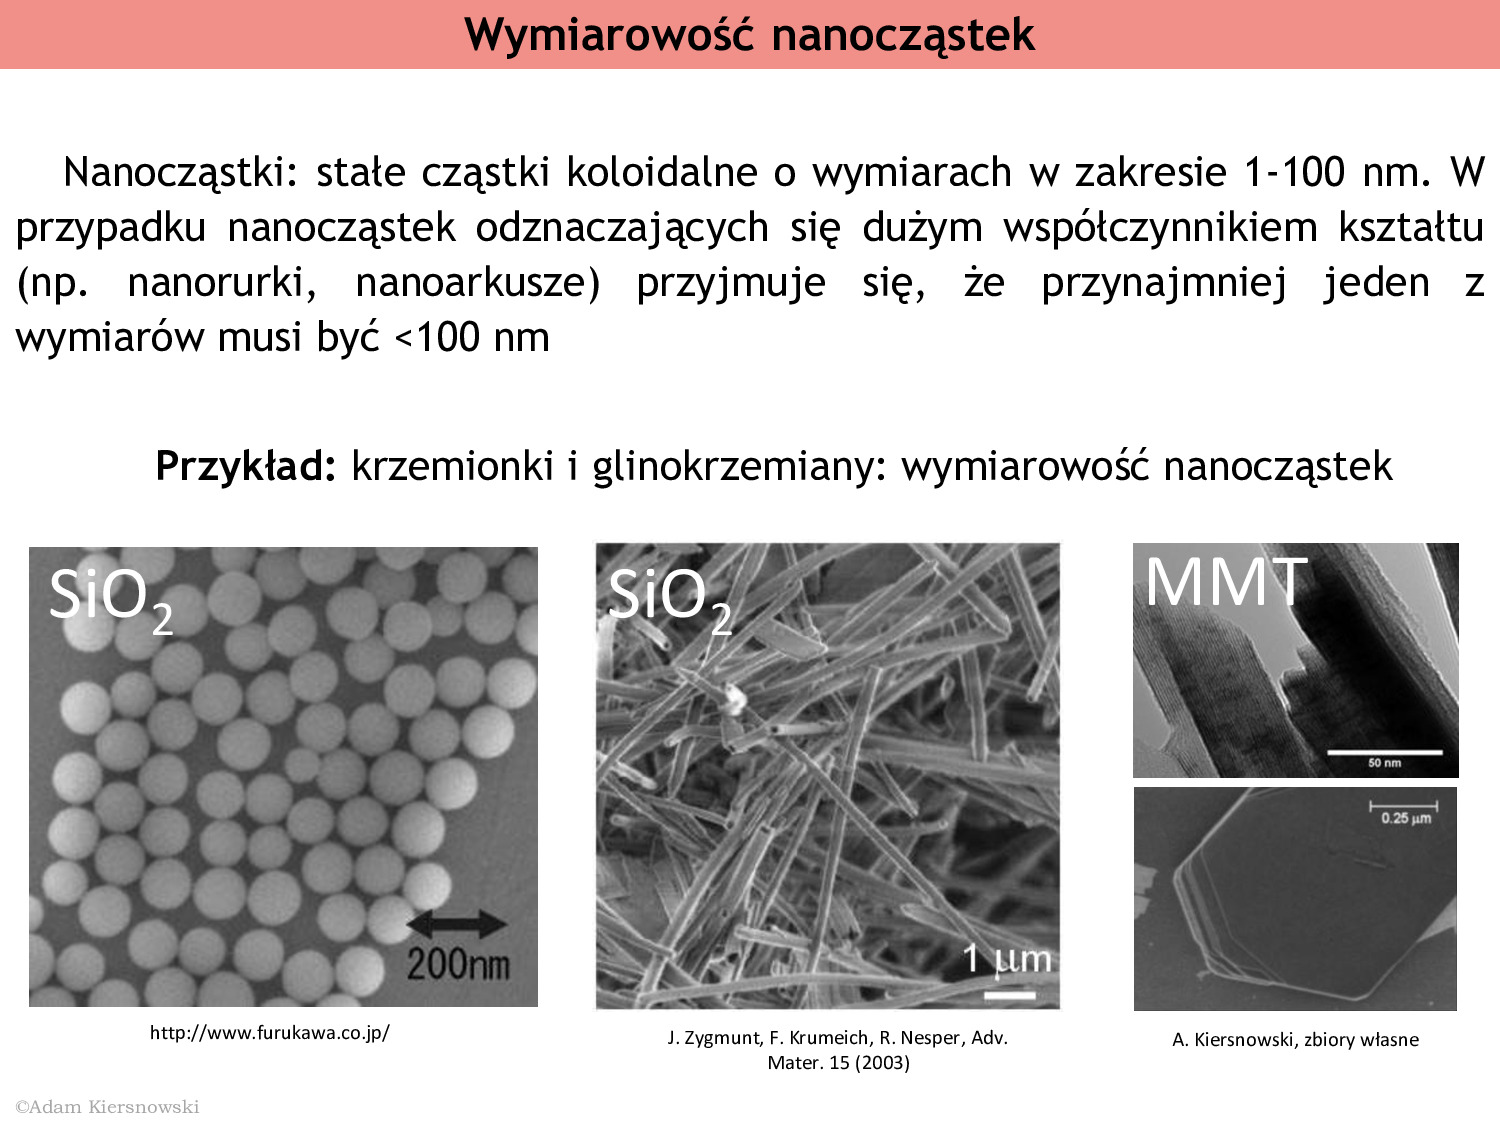 Wymiarowość nanocząstek
Nanocząstki: stałe cząstki koloidalne o wymiarach w zakresie 1-100 nm. W
przypadku nanocząstek odznaczających się dużym współczynnikiem kształtu
(np. nanorurki, nanoarkusze) przyjmuje się, że przynajmniej jeden z
wymiarów musi być <100 nm
Przykład: krzemionki i glinokrzemiany: wymiarowość nanocząstek
SiO₂
200nm
http://www.furukawa.co.jp/
SiO₂
1 µm
J. Zygmunt, F. Krumeich, R. Nesper, Adv.
Mater. 15 (2003)
MMT
50 nm
0.25 µm
A. Kiersnowski, zbiory własne
©Adam Kiersnowski